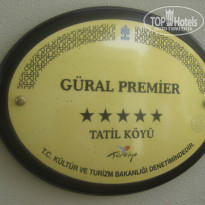 TOP Hotels
GÜRAL PREMIER
★★★★★
TATİL KÖYÜ
Türkiye
T.C. KÜLTÜR VE TURİZM BAKANLIĞI DENETİMİNDEDİR.